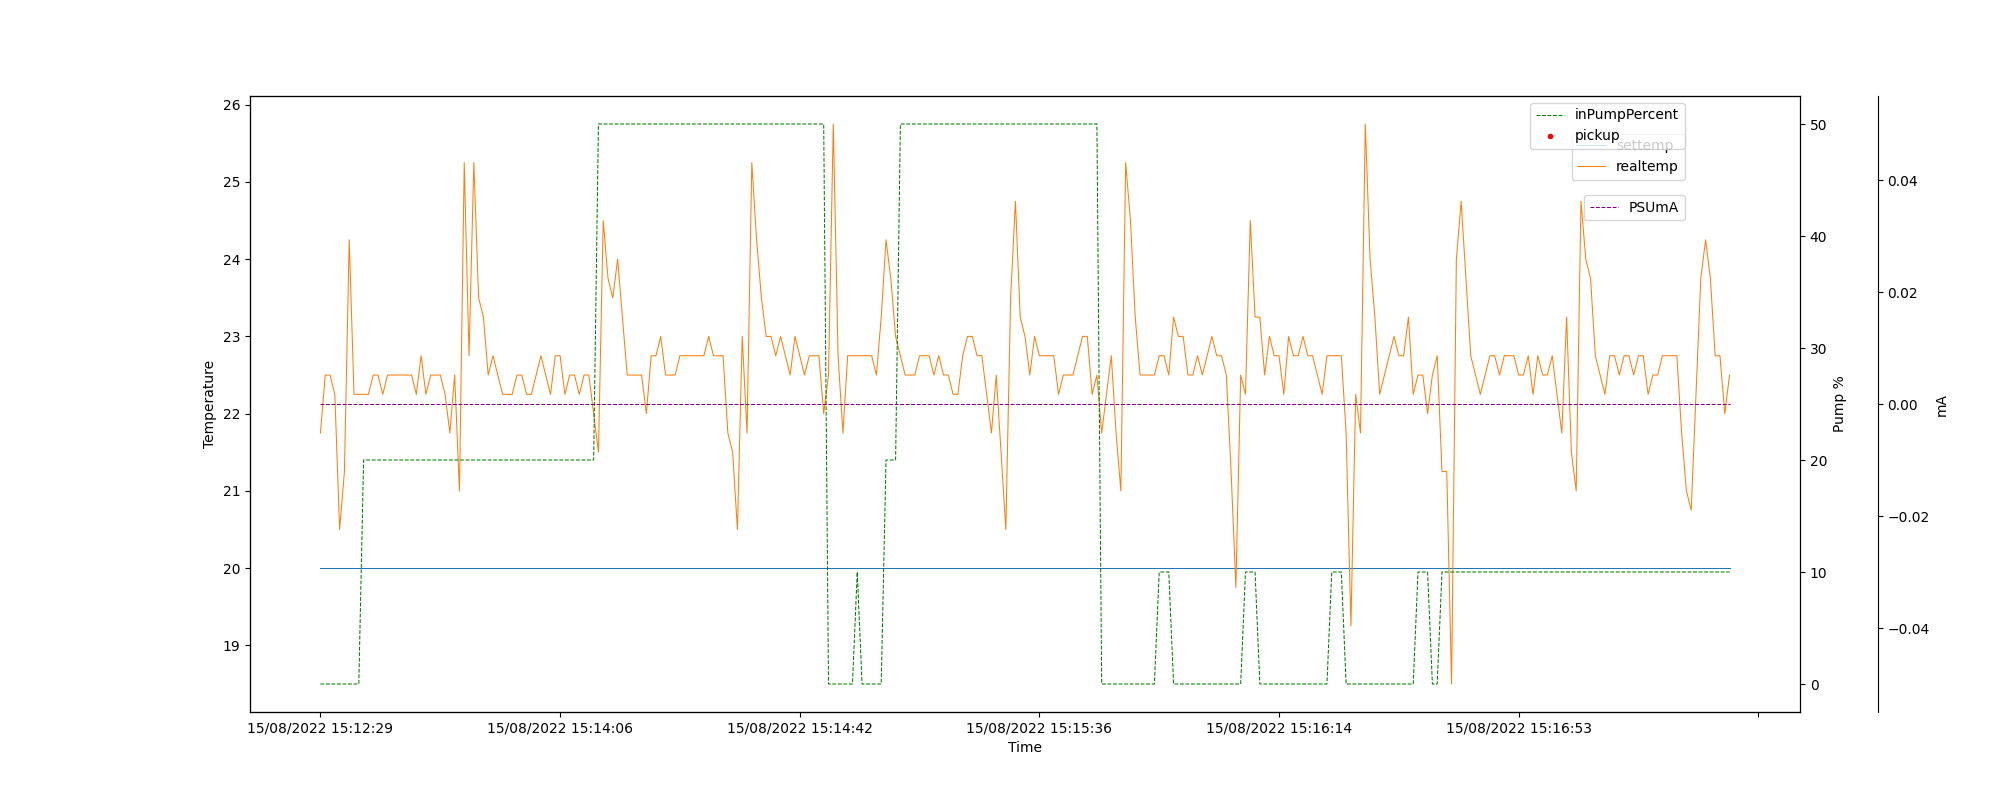 26
25
24
23
22
21
20
19
Temperature
15/08/2022 15:12:29
15/08/2022 15:14:06
15/08/2022 15:14:42
15/08/2022 15:15:36
15/08/2022 15:16:14
15/08/2022 15:16:53
Time
inPumpPercent
pickup
settemp
realtemp
PSUmA
50
40
30
20
10
0
Pump %
0.04
0.02
0.00
−0.02
−0.04
mA